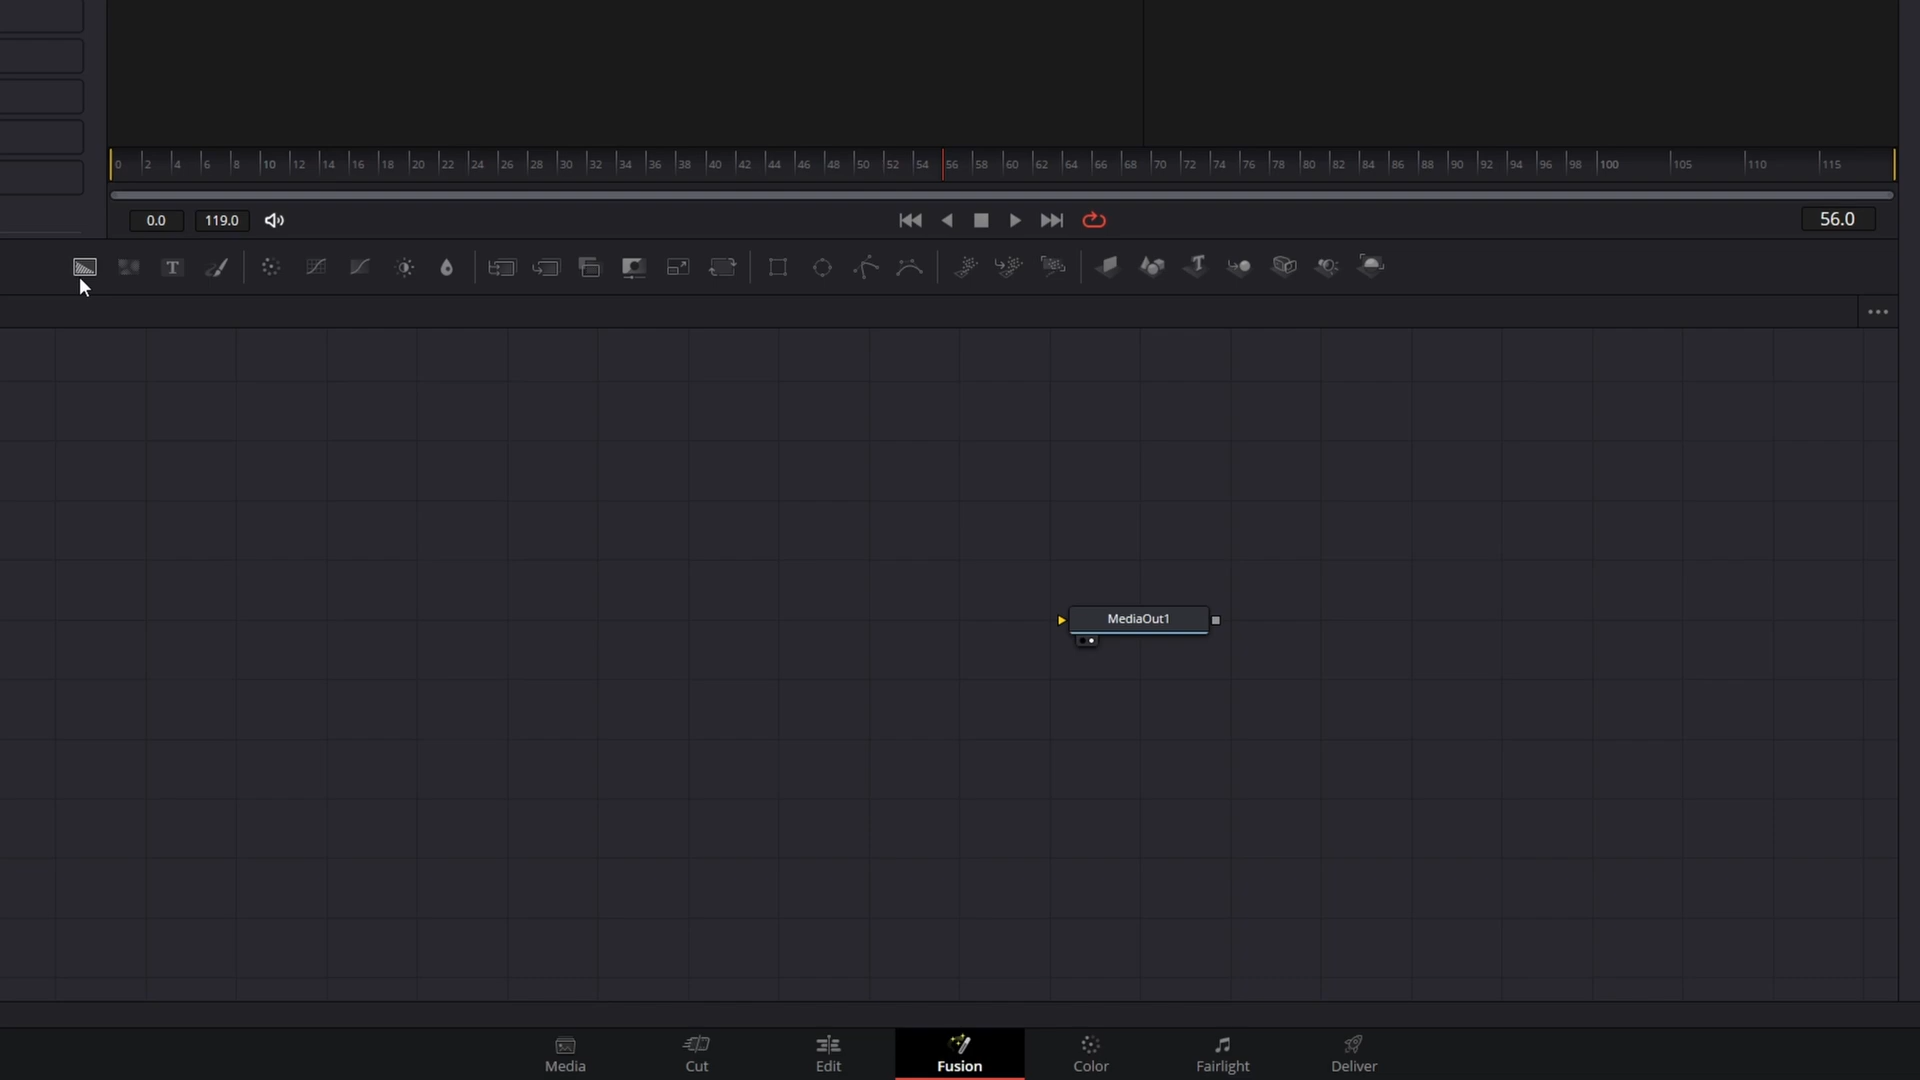 0 2 4 6 8 10 12 14 16 18 20 22 24 26 28 30 32 34 36 38 40 42 44 46 48 50 52 54 56 58 60 62 64 66 68 70 72 74 76 78 80 82 84 86 88 90 92 94 96 98 100 105 110 115
0.0 119.0 56.0
T T
MediaOut1
Media Cut Edit Fusion Color Fairlight Deliver